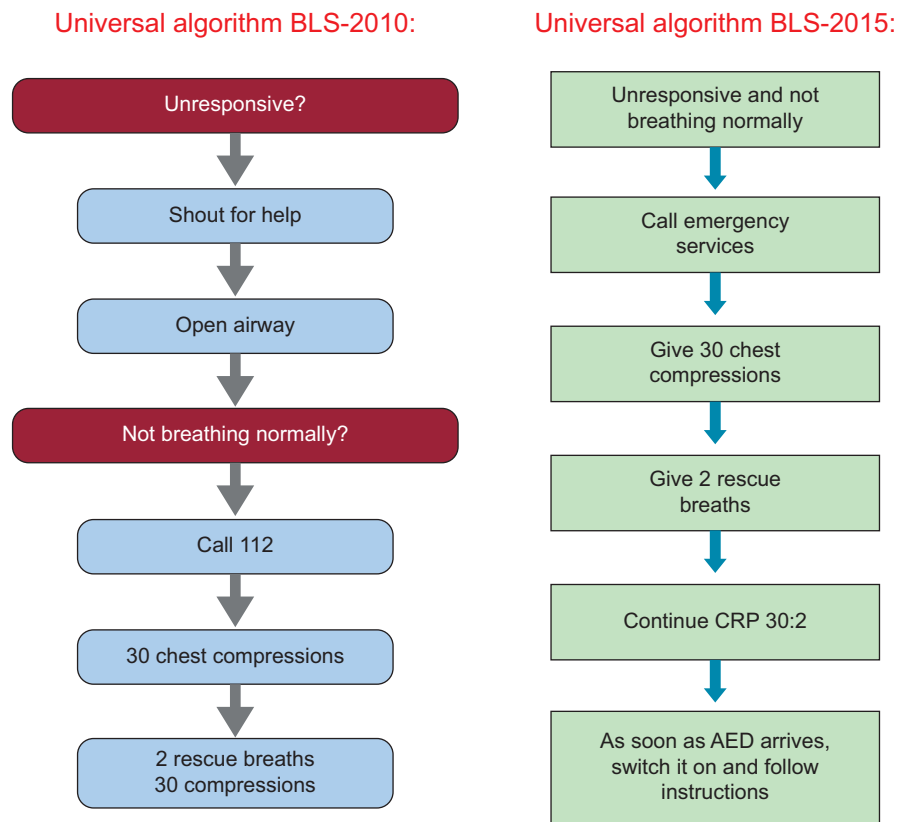 Universal algorithm BLS-2010:
Unresponsive?
Shout for help
Open airway
Not breathing normally?
Call 112
30 chest compressions
2 rescue breaths
30 compressions
Universal algorithm BLS-2015:
Unresponsive and not
breathing normally
Call emergency
services
Give 30 chest
compressions
Give 2 rescue
breaths
Continue CRP 30:2
As soon as AED arrives,
switch it on and follow
instructions